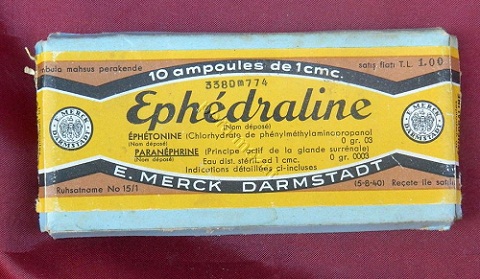 mbula mahsus perakende satış fiatı T.L. 1.00
10 ampoules de 1 cmc.
3380m774
Ephédraline
(Nom déposé)
ÉPHÉTONINE (Chlorhydrate de phénylméthylaminopropanol
(Nom déposé) 0 gr. 03
PARANÉPHRINE (Principe actif de la glande surrénale)
(Nom déposé) 0 gr. 0003
Eau dist. stéril. ad 1 cmc.
Indications détaillées ci-incluses
E. MERCK DARMSTADT
Ruhsatname No 15/1 (5-8-40) Reçete ile
E. MERCK
DARMSTADT
E. MERCK
DARMSTADT